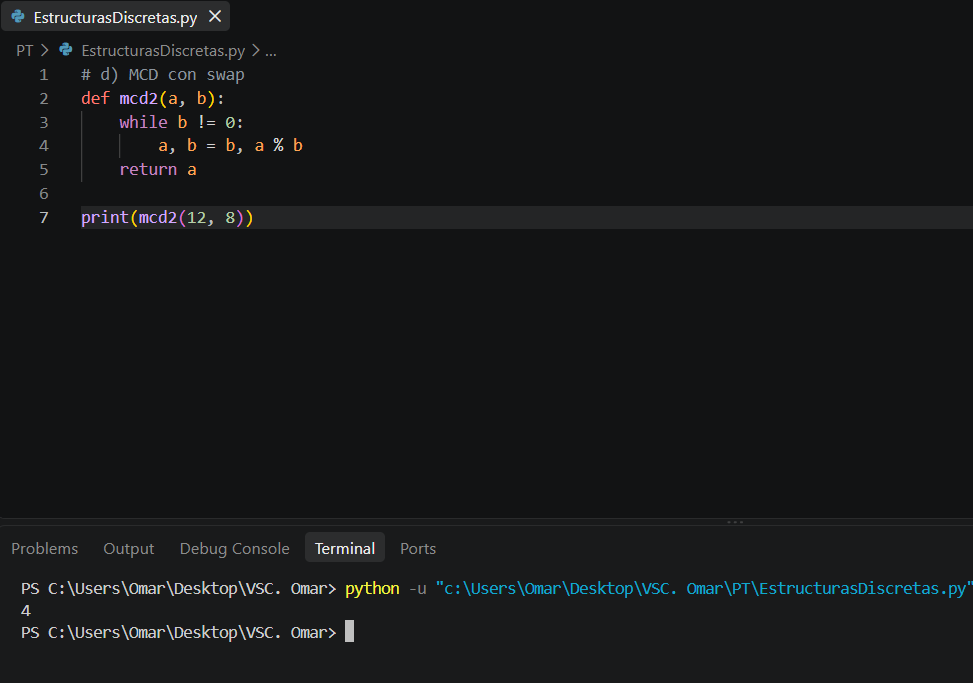 EstructurasDiscretas.py
PT > EstructurasDiscretas.py > ...
1 # d) MCD con swap
2 def mcd2(a, b):
3     while b != 0:
4         a, b = b, a % b
5     return a
6
7 print(mcd2(12, 8))
Problems Output Debug Console Terminal Ports
PS C:\Users\Omar\Desktop\VSC. Omar> python -u "c:\Users\Omar\Desktop\VSC. Omar\PT\EstructurasDiscretas.py"
4
PS C:\Users\Omar\Desktop\VSC. Omar>